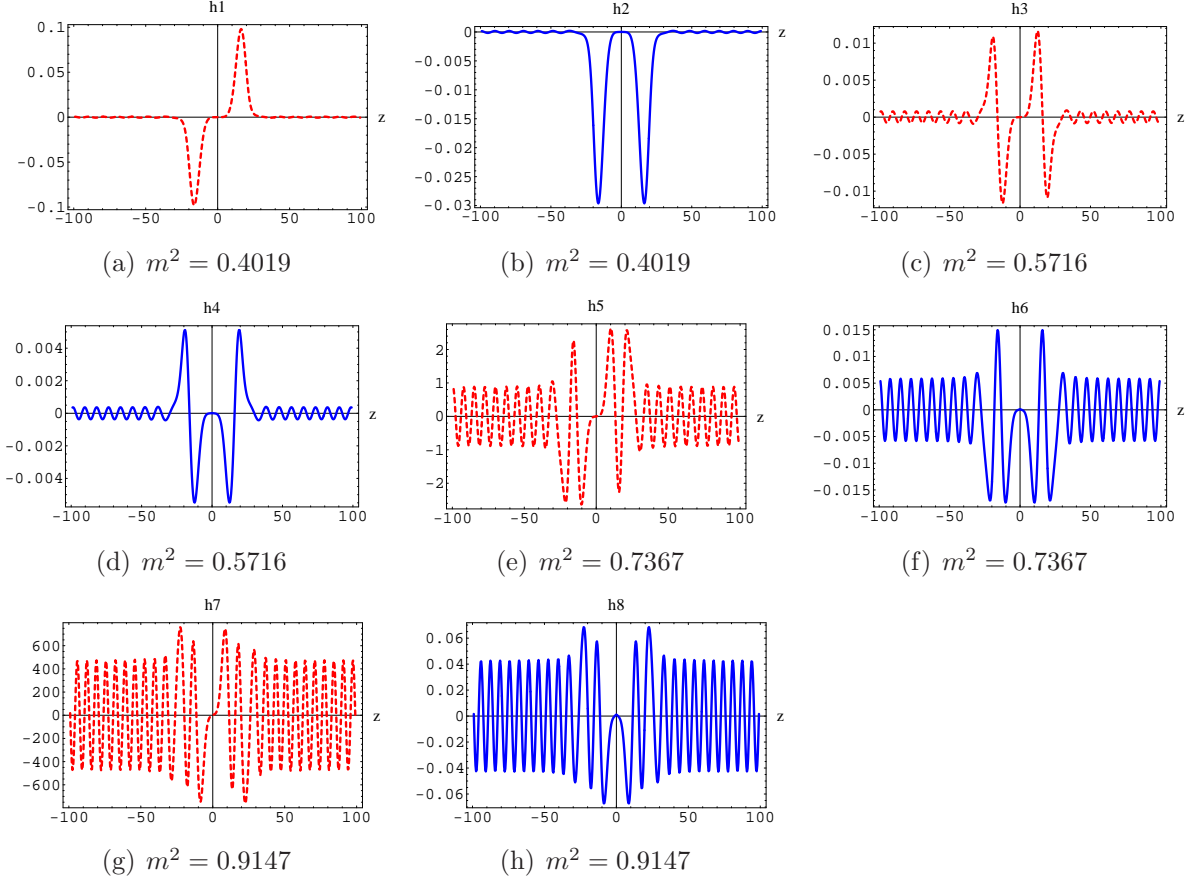 h1
0.1
0.05
0
-0.05
-0.1
-100 -50 0 50 100
z
(a) m² = 0.4019
h2
0
-0.005
-0.01
-0.015
-0.02
-0.025
-0.03
-100 -50 0 50 100
z
(b) m² = 0.4019
h3
0.01
0.005
0
-0.005
-0.01
-100 -50 0 50 100
z
(c) m² = 0.5716
h4
0.004
0.002
0
-0.002
-0.004
-100 -50 0 50 100
z
(d) m² = 0.5716
h5
2
1
0
-1
-2
-100 -50 0 50 100
z
(e) m² = 0.7367
h6
0.015
0.01
0.005
0
-0.005
-0.01
-0.015
-100 -50 0 50 100
z
(f) m² = 0.7367
h7
600
400
200
0
-200
-400
-600
-100 -50 0 50 100
z
(g) m² = 0.9147
h8
0.06
0.04
0.02
0
-0.02
-0.04
-0.06
-100 -50 0 50 100
z
(h) m² = 0.9147